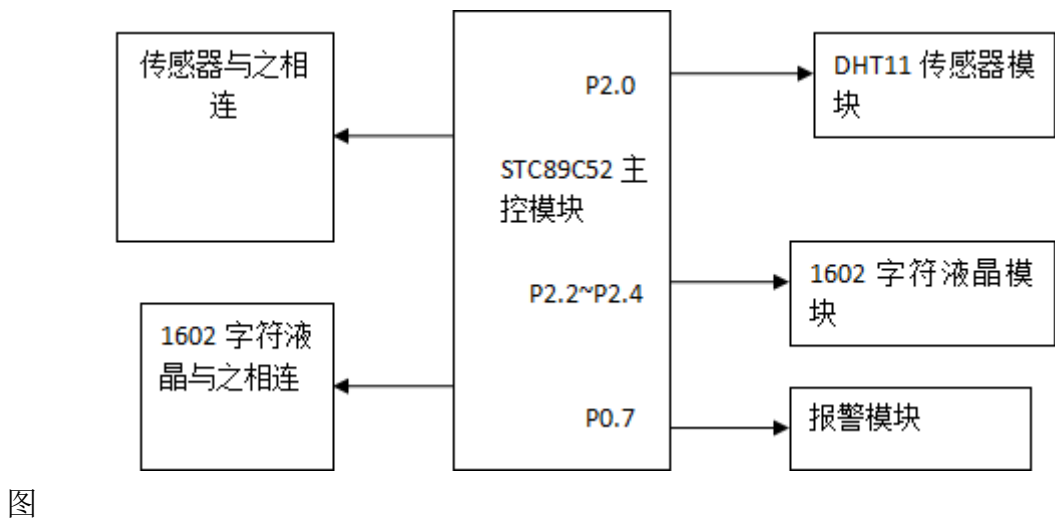 传感器与之相
连
1602 字符液
晶与之相连
P2.0
STC89C52 主
控模块
P2.2~P2.4
P0.7
DHT11 传感器模
块
1602 字符液晶模
块
报警模块
图